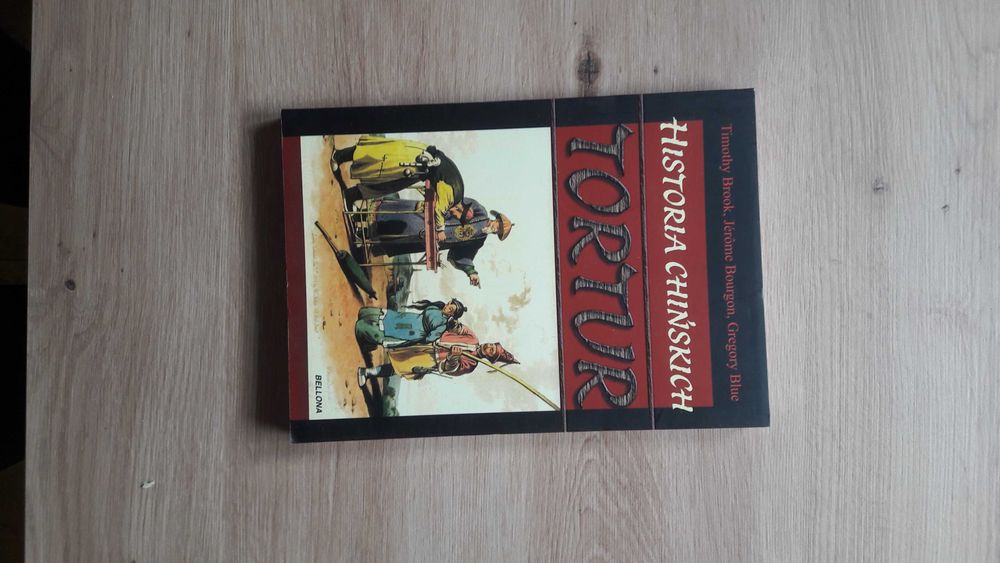 Timothy Brook, Jérôme Bourgon, Gregory Blue
HISTORIA CHIŃSKICH
TORTUR
BELLONA